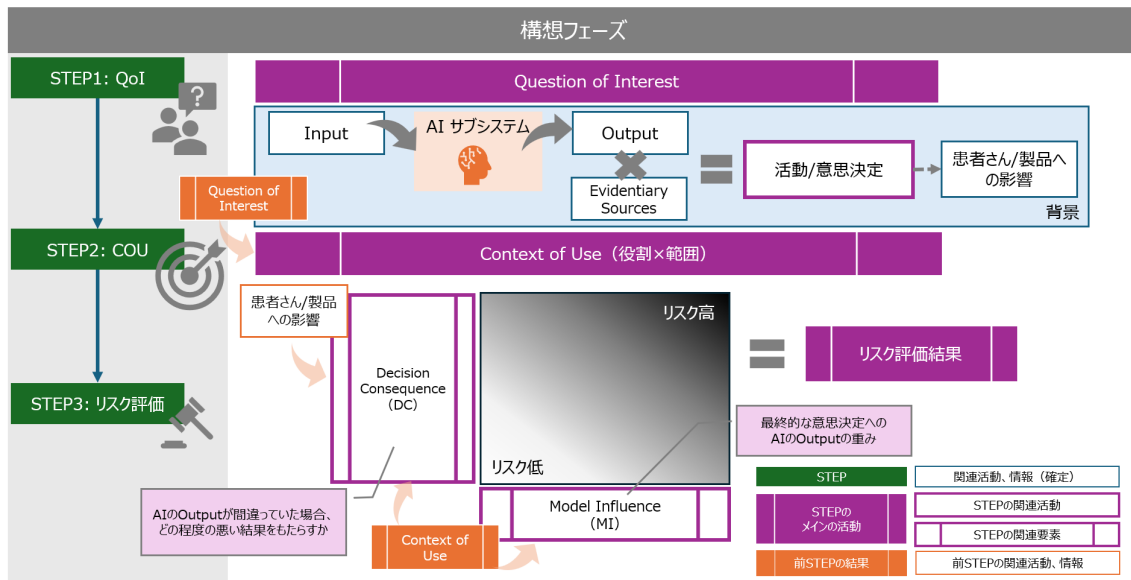 構想フェーズ
STEP1: QoI
Question of Interest
Input
AI サブシステム
Output
Evidentiary
Sources
活動/意思決定
患者さん/製品へ
の影響
背景
Question of
Interest
STEP2: COU
Context of Use（役割×範囲）
患者さん/製品
への影響
Decision
Consequence
（DC）
リスク高
リスク低
リスク評価結果
STEP3: リスク評価
最終的な意思決定への
AIのOutputの重み
AIのOutputが間違っていた場合、
どの程度の悪い結果をもたらすか
Model Influence
（MI）
Context of
Use
STEP
関連活動、情報（確定）
STEPの
メインの活動
STEPの関連活動
STEPの関連要素
前STEPの結果
前STEPの関連活動、情報